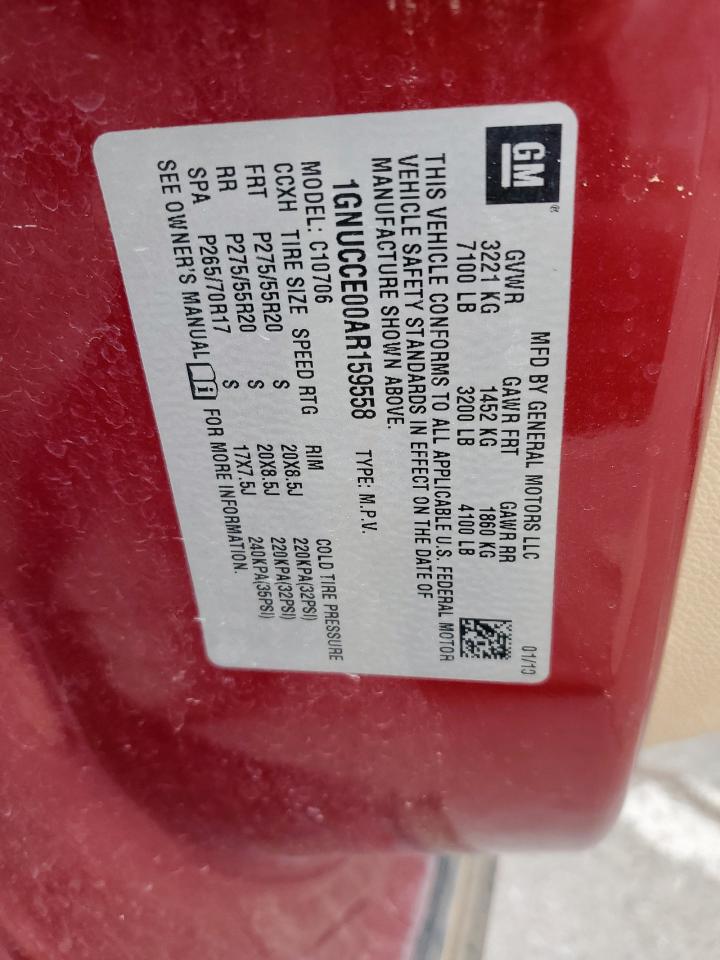 GM®
MFD BY GENERAL MOTORS LLC
01/10
GVWR GAWR FRT GAWR RR
3221 KG 1452 KG 1860 KG
7100 LB 3200 LB 4100 LB
THIS VEHICLE CONFORMS TO ALL APPLICABLE U.S. FEDERAL MOTOR
VEHICLE SAFETY STANDARDS IN EFFECT ON THE DATE OF
MANUFACTURE SHOWN ABOVE.
1GNUCCE00AR159558 TYPE: M.P.V.
MODEL: C10706
CCXH TIRE SIZE SPEED RTG RIM COLD TIRE PRESSURE
FRT P275/55R20 S 20X8.5J 220KPA(32PSI)
RR P275/55R20 S 20X8.5J 220KPA(32PSI)
SPA P265/70R17 S 17X7.5J 240KPA(35PSI)
SEE OWNER'S MANUAL i FOR MORE INFORMATION.